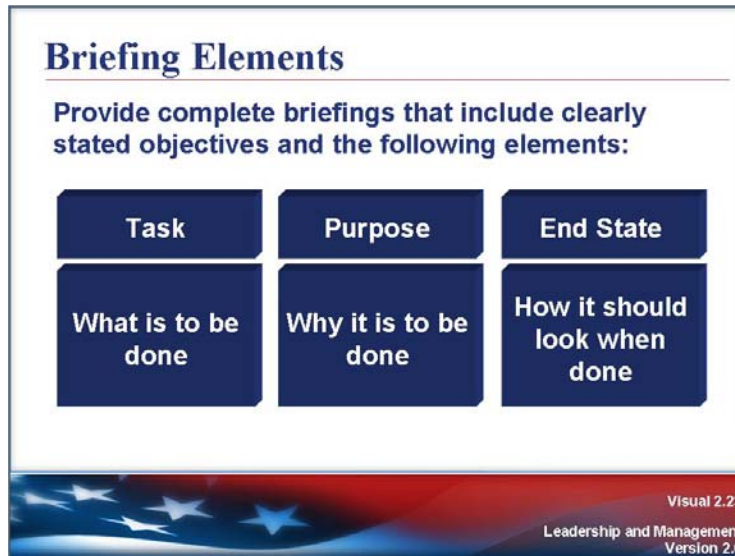 Briefing Elements
Provide complete briefings that include clearly
stated objectives and the following elements:
Task
Purpose
End State
What is to be
done
Why it is to be
done
How it should
look when
done
Visual 2.2
Leadership and Managemen
Version 2.